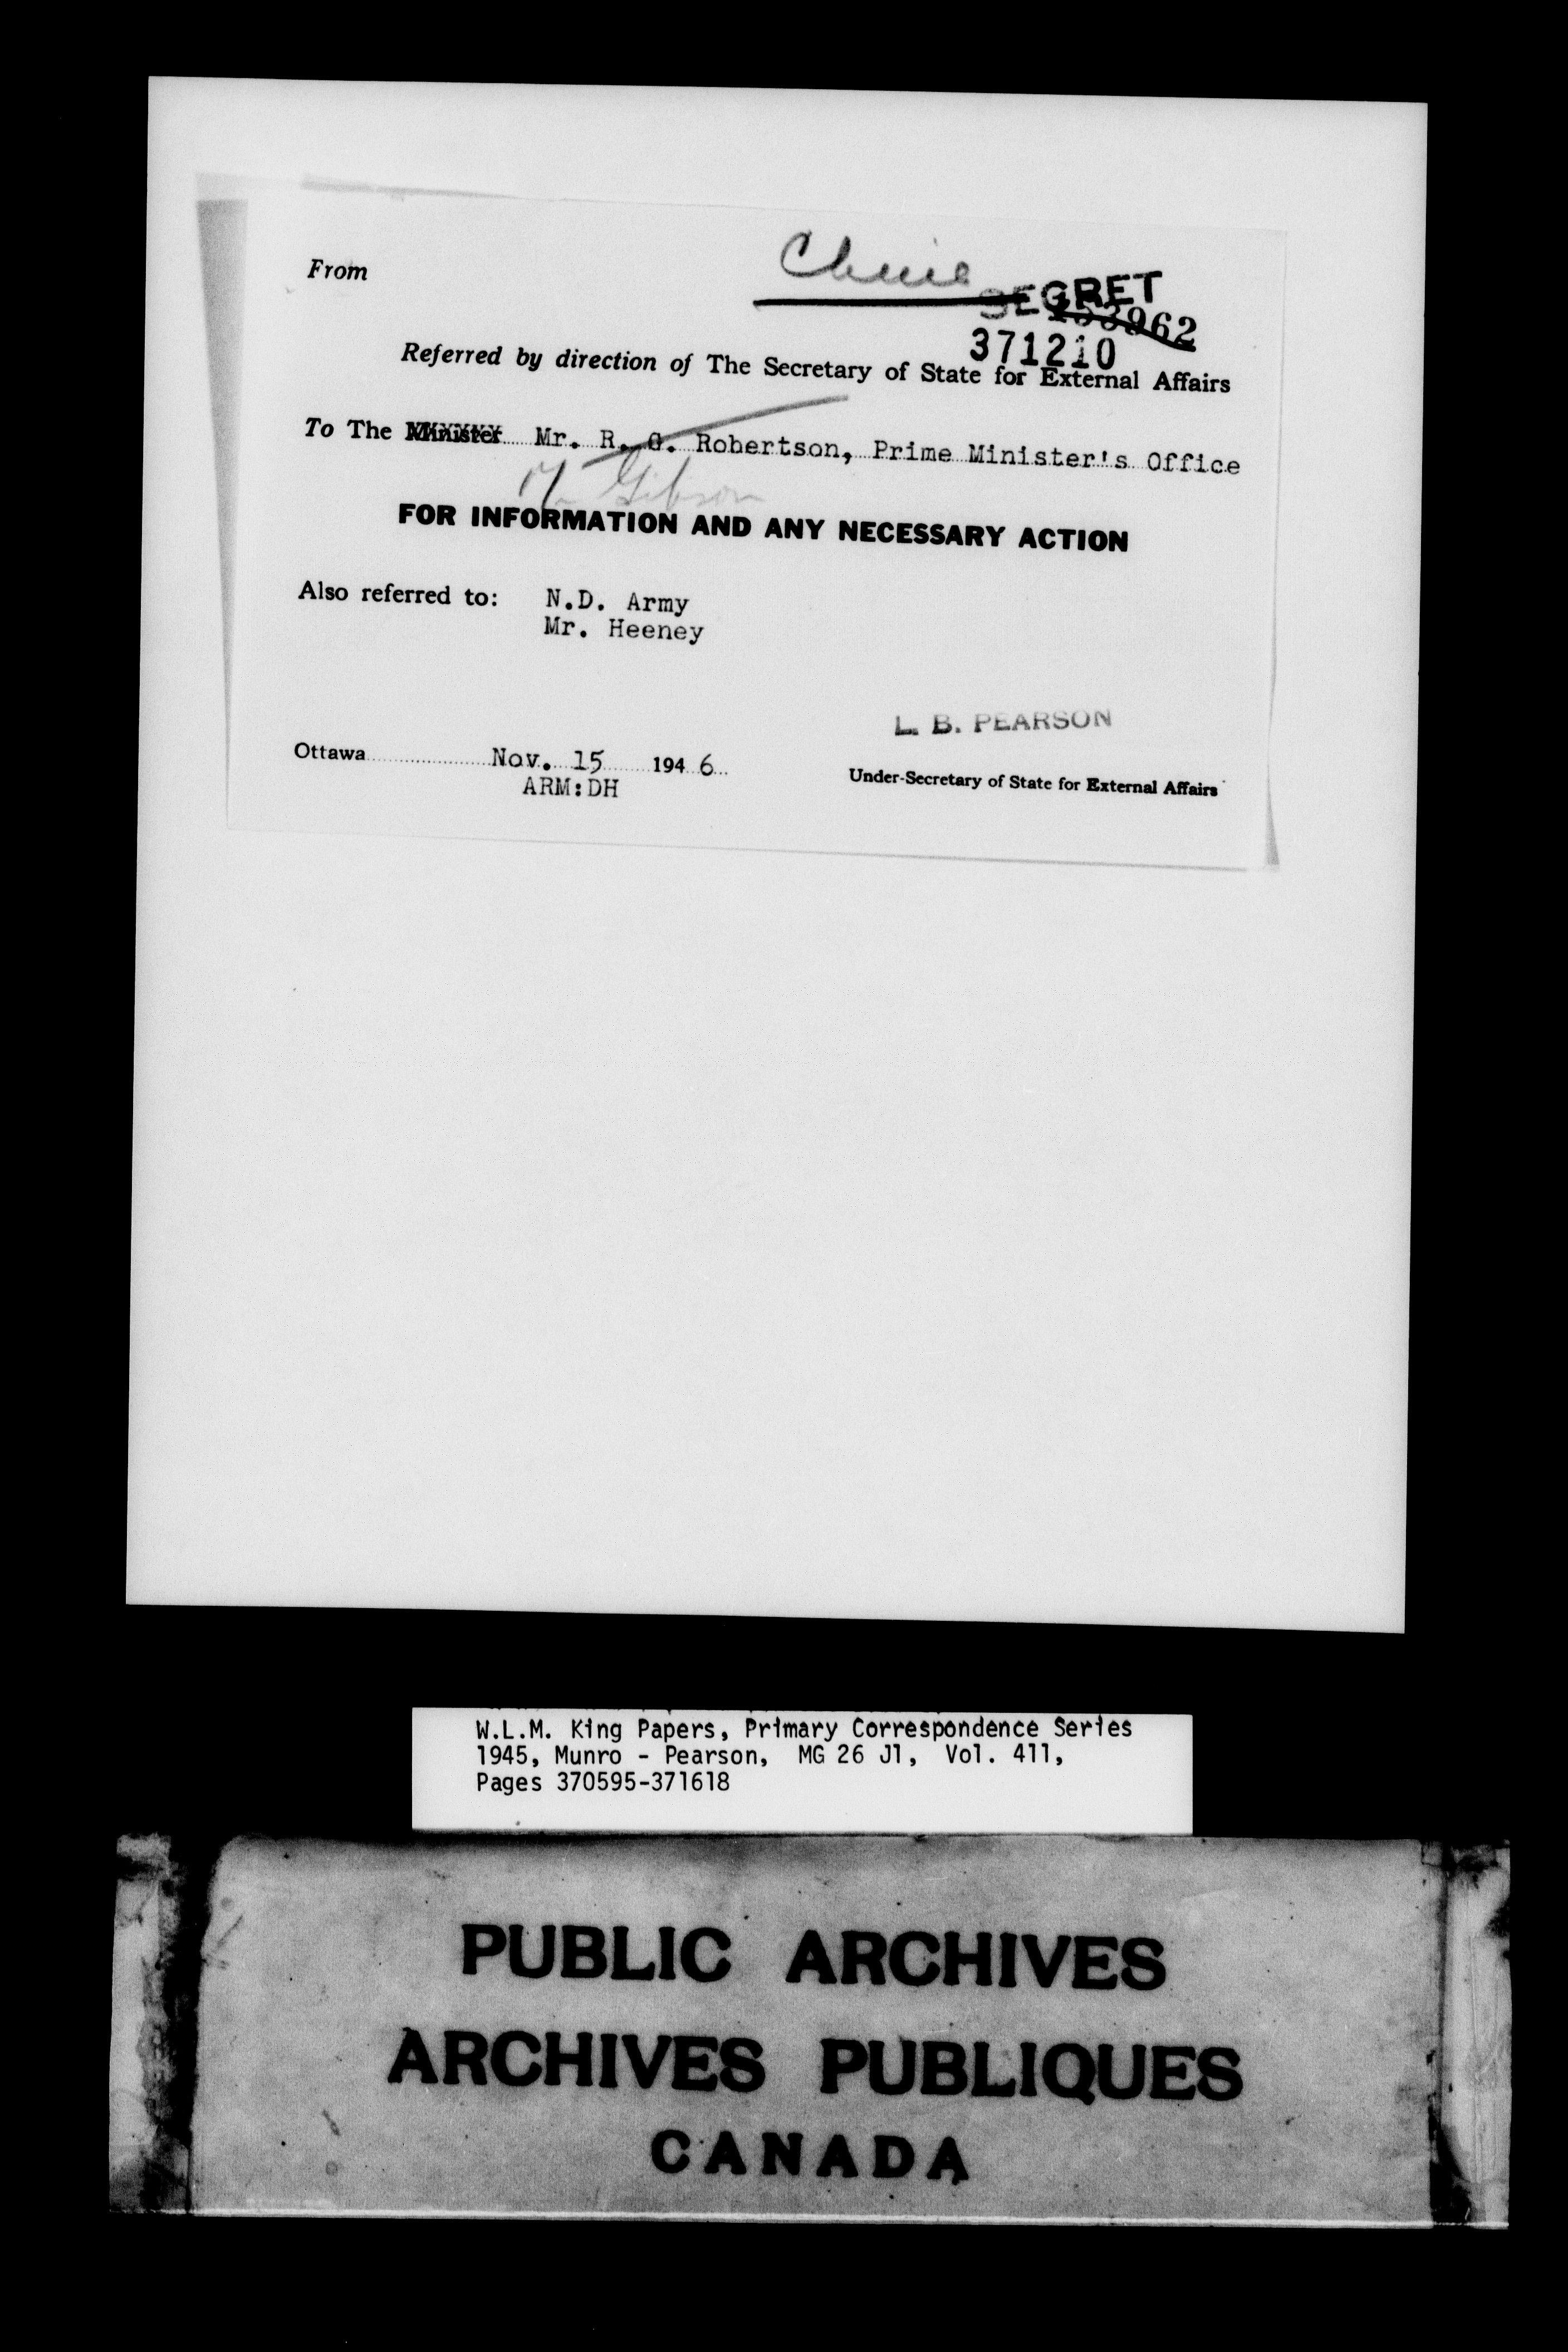 From
SECRET
371210
Referred by direction of The Secretary of State for External Affairs
To The Minister Mr. R. G. Robertson, Prime Minister's Office
Mr Gibson
FOR INFORMATION AND ANY NECESSARY ACTION
Also referred to: N.D. Army
Mr. Heeney
L. B. PEARSON
Ottawa Nov. 15 1946
Under-Secretary of State for External Affairs
ARM:DH
W.L.M. King Papers, Primary Correspondence Series
1945, Munro - Pearson, MG 26 J1, Vol. 411,
Pages 370595-371618
PUBLIC ARCHIVES
ARCHIVES PUBLIQUES
CANADA